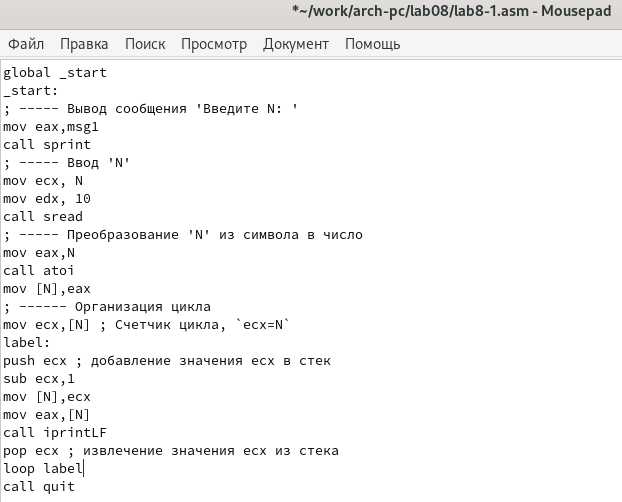 *~/work/arch-pc/lab08/lab8-1.asm - Mousepad
Файл Правка Поиск Просмотр Документ Помощь
global _start
_start:
; ----- Вывод сообщения 'Введите N: '
mov eax,msg1
call sprint
; ----- Ввод 'N'
mov ecx, N
mov edx, 10
call sread
; ----- Преобразование 'N' из символа в число
mov eax,N
call atoi
mov [N],eax
; ------ Организация цикла
mov ecx,[N] ; Счетчик цикла, `ecx=N`
label:
push ecx ; добавление значения ecx в стек
sub ecx,1
mov [N],ecx
mov eax,[N]
call iprintLF
pop ecx ; извлечение значения ecx из стека
loop label
call quit